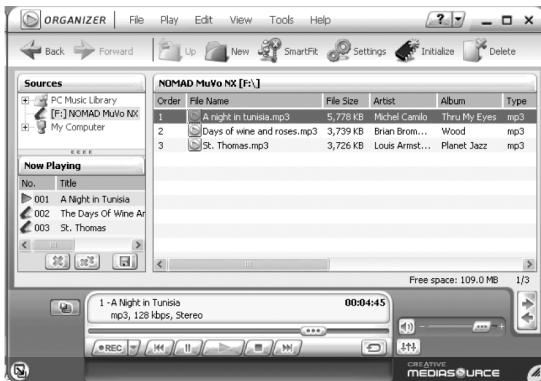 ORGANIZER File Play Edit View Tools Help ?
Back Forward Up New SmartFit Settings Initialize Delete
Sources
PC Music Library
[F:] NOMAD MuVo NX
My Computer
NOMAD MuVo NX [F:\]
Order File Name File Size Artist Album Type
1 A night in tunisia.mp3 5,778 KB Michel Camilo Thru My Eyes mp3
2 Days of wine and roses.mp3 3,739 KB Brian Brom... Wood mp3
3 St. Thomas.mp3 3,726 KB Louis Armst... Planet Jazz mp3
Now Playing
No. Title
001 A Night in Tunisia
002 The Days Of Wine Ar
003 St. Thomas
Free space: 109.0 MB 1/3
1 -A Night in Tunisia 00:04:45
mp3, 128 kbps, Stereo
REC
CREATIVE
MEDIASOURCE